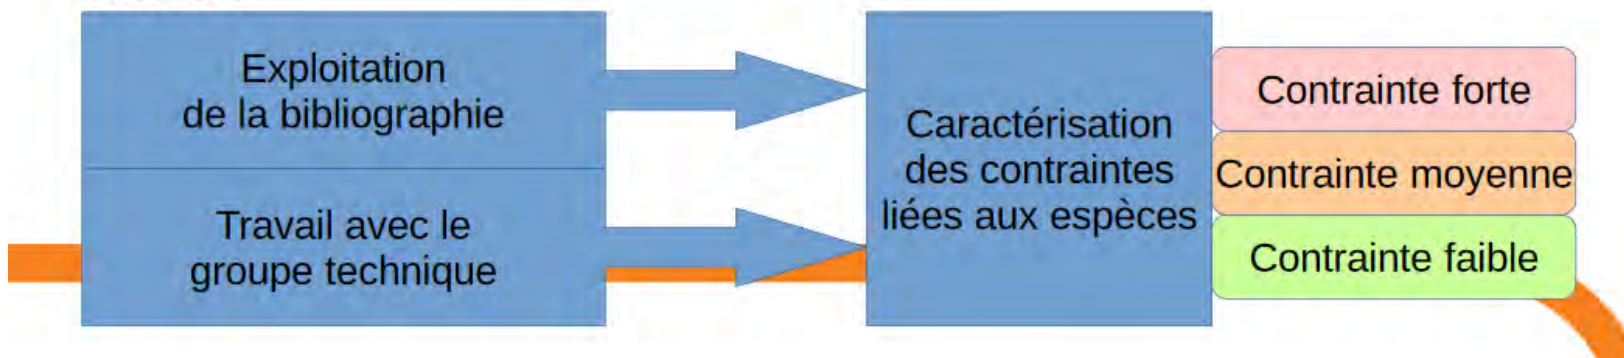 Exploitation
de la bibliographie
Travail avec le
groupe technique
Caractérisation
des contraintes
liées aux espèces
Contrainte forte
Contrainte moyenne
Contrainte faible